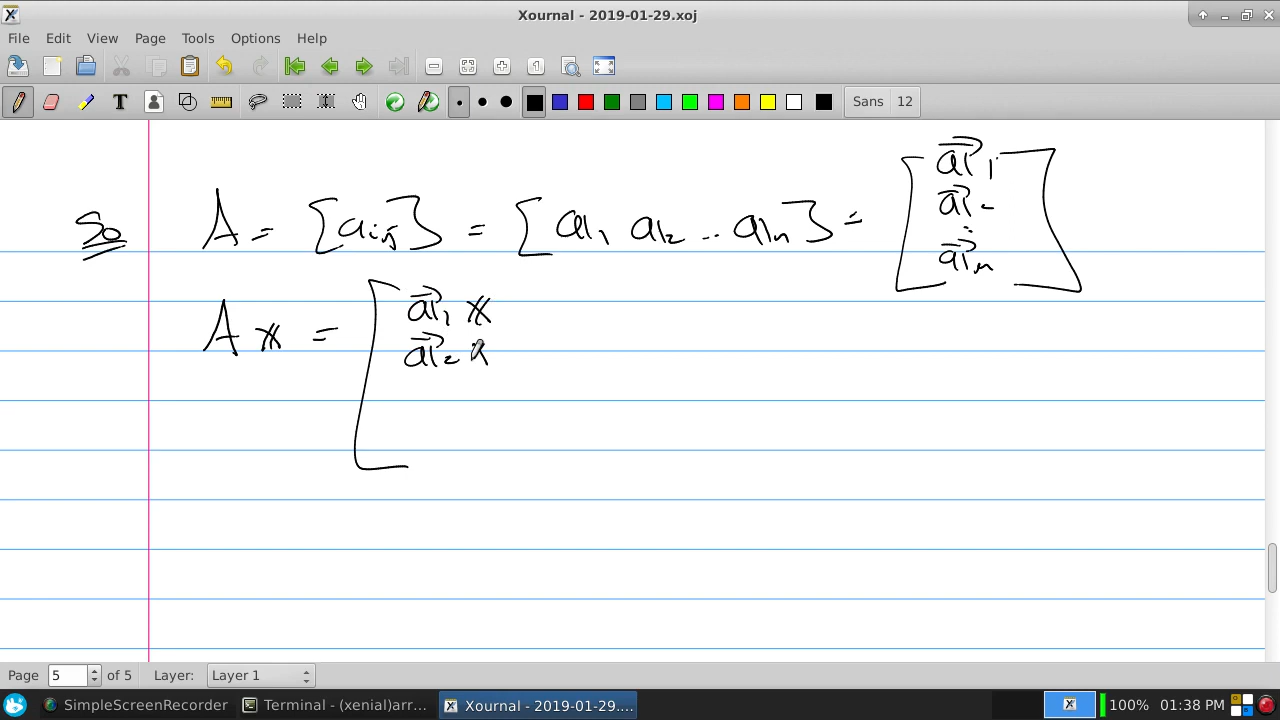 Xournal - 2019-01-29.xoj
File Edit View Page Tools Options Help
Sans 12
So A = [aij] = [a1 a2 .. an] = [a⃗1
a⃗2
:
a⃗m]
A x = [a⃗1 x
a⃗2 x
Page 5 of 5 Layer: Layer 1
SimpleScreenRecorder Terminal - (xenial)arr... Xournal - 2019-01-29.... 100% 01:38 PM